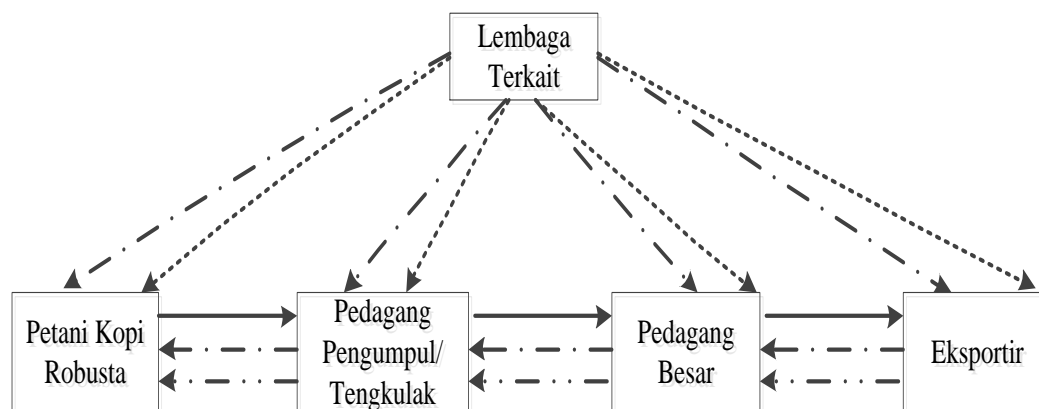 Lembaga
Terkait
Petani Kopi
Robusta
Pedagang
Pengumpul/
Tengkulak
Pedagang
Besar
Eksportir